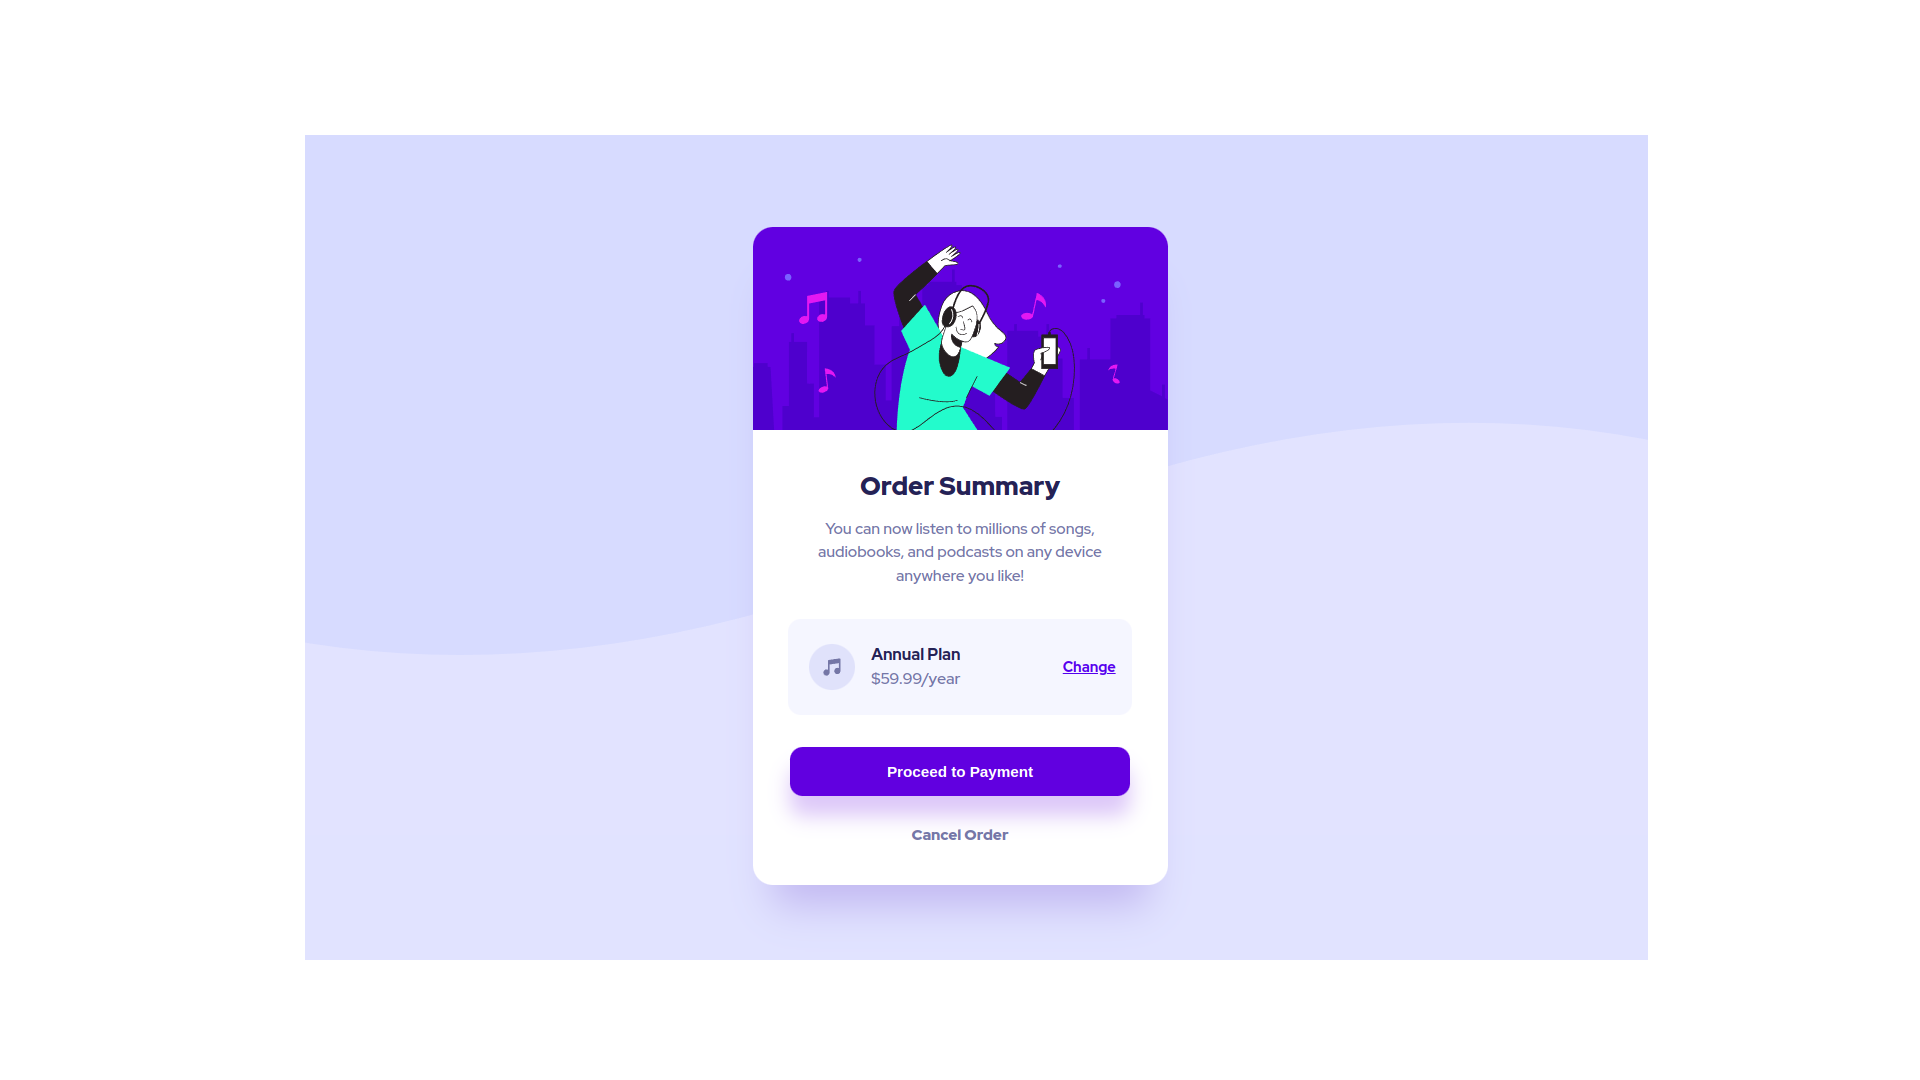 Order Summary
You can now listen to millions of songs,
audiobooks, and podcasts on any device
anywhere you like!
Annual Plan
$59.99/year
Change
Proceed to Payment
Cancel Order